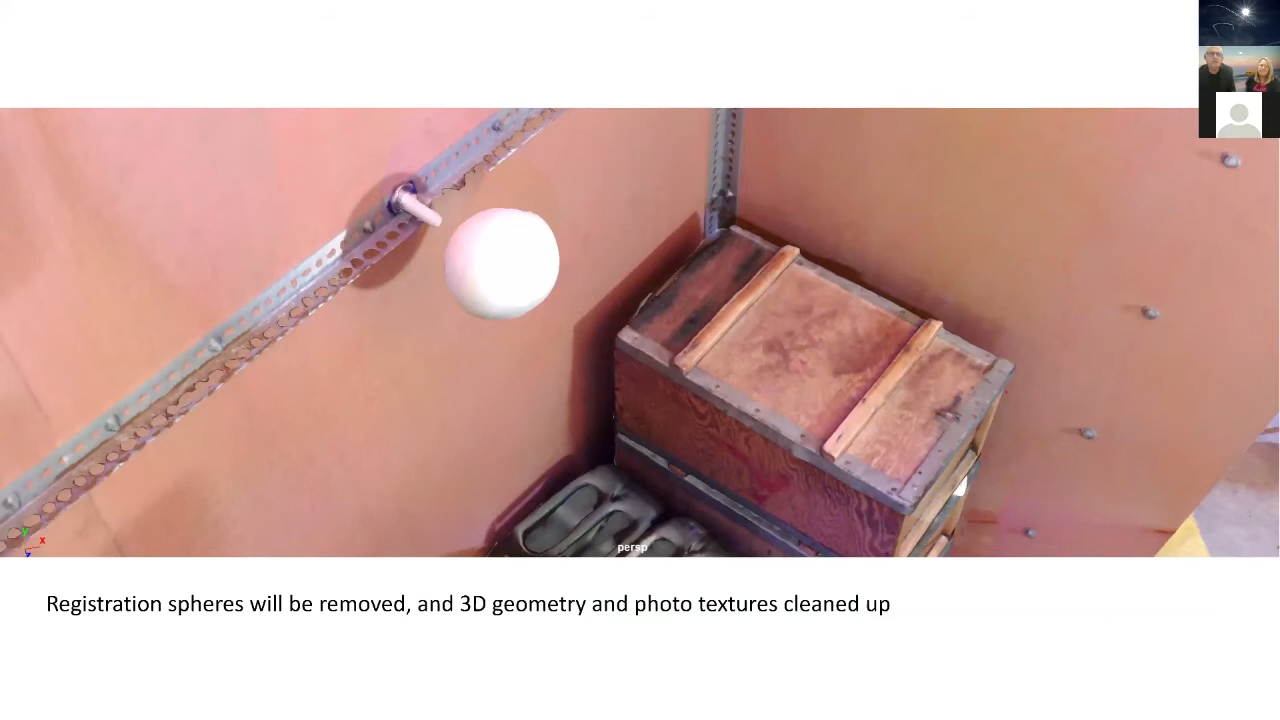 y
x
z
persp
Registration spheres will be removed, and 3D geometry and photo textures cleaned up